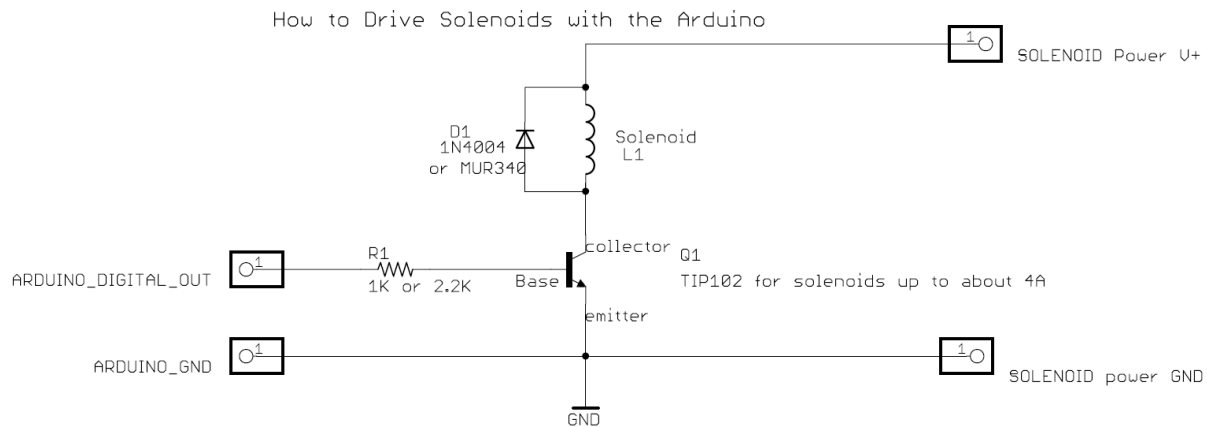 How to Drive Solenoids with the Arduino
1
SOLENOID Power V+
D1
1N4004
or MUR340
Solenoid
L1
collector
Q1
TIP102 for solenoids up to about 4A
R1
1K or 2.2K
Base
1
ARDUINO_DIGITAL_OUT
emitter
1
ARDUINO_GND
1
SOLENOID power GND
GND